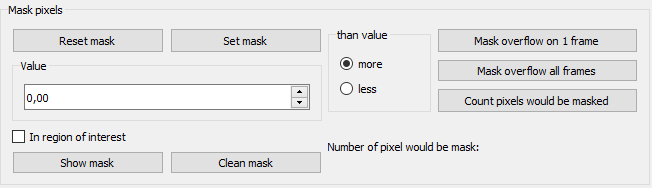 Mask pixels
Reset mask
Set mask
than value
more
less
Mask overflow on 1 frame
Mask overflow all frames
Count pixels would be masked
Value
0,00
In region of interest
Number of pixel would be mask:
Show mask
Clean mask